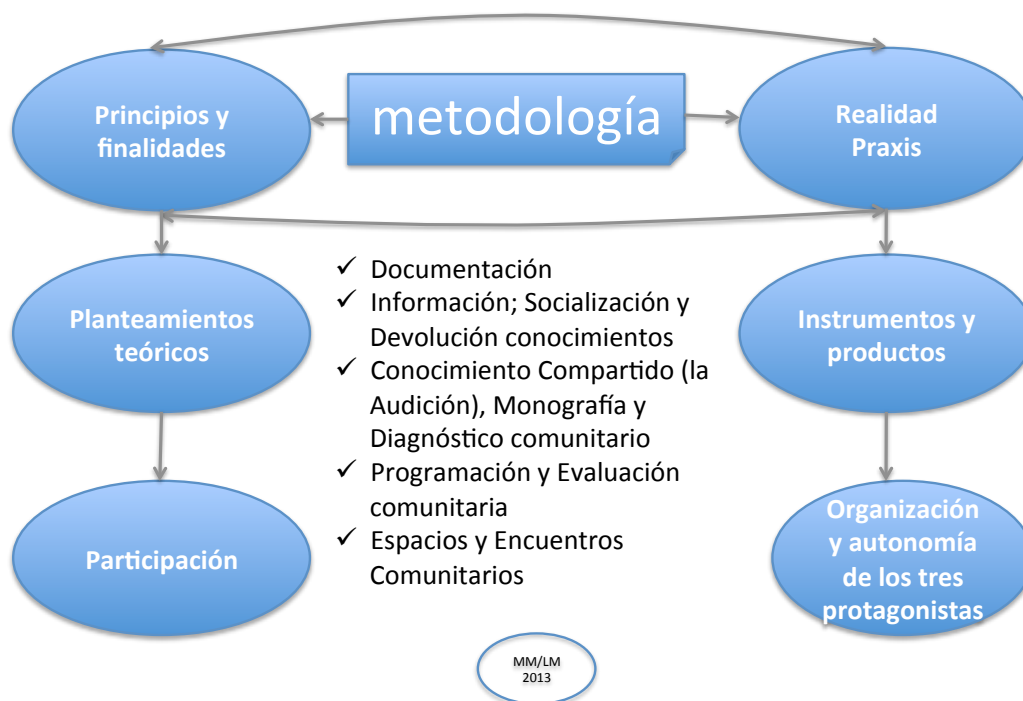 Principios y
finalidades
metodología
Realidad
Praxis
Planteamientos
teóricos
✓ Documentación
✓ Información; Socialización y
Devolución conocimientos
✓ Conocimiento Compartido (la
Audición), Monografía y
Diagnóstico comunitario
✓ Programación y Evaluación
comunitaria
✓ Espacios y Encuentros
Comunitarios
Instrumentos y
productos
Participación
Organización
y autonomía
de los tres
protagonistas
MM/LM
2013